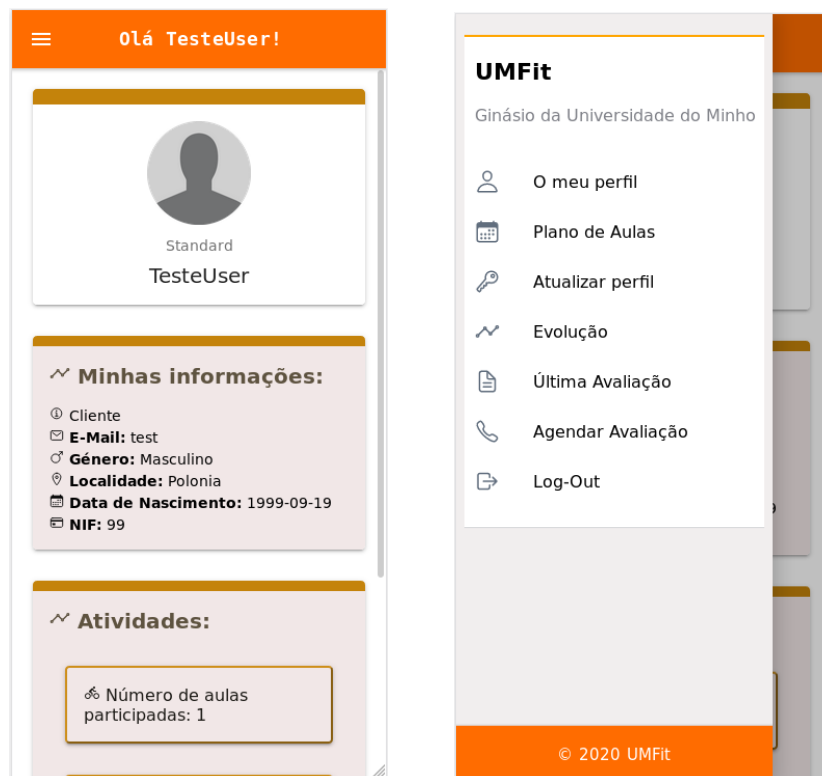 Olá TesteUser!
Standard
TesteUser
Minhas informações:
Cliente
E-Mail: test
Género: Masculino
Localidade: Polonia
Data de Nascimento: 1999-09-19
NIF: 99
Atividades:
Número de aulas
participadas: 1
UMFit
Ginásio da Universidade do Minho
O meu perfil
Plano de Aulas
Atualizar perfil
Evolução
Última Avaliação
Agendar Avaliação
Log-Out
9
© 2020 UMFit